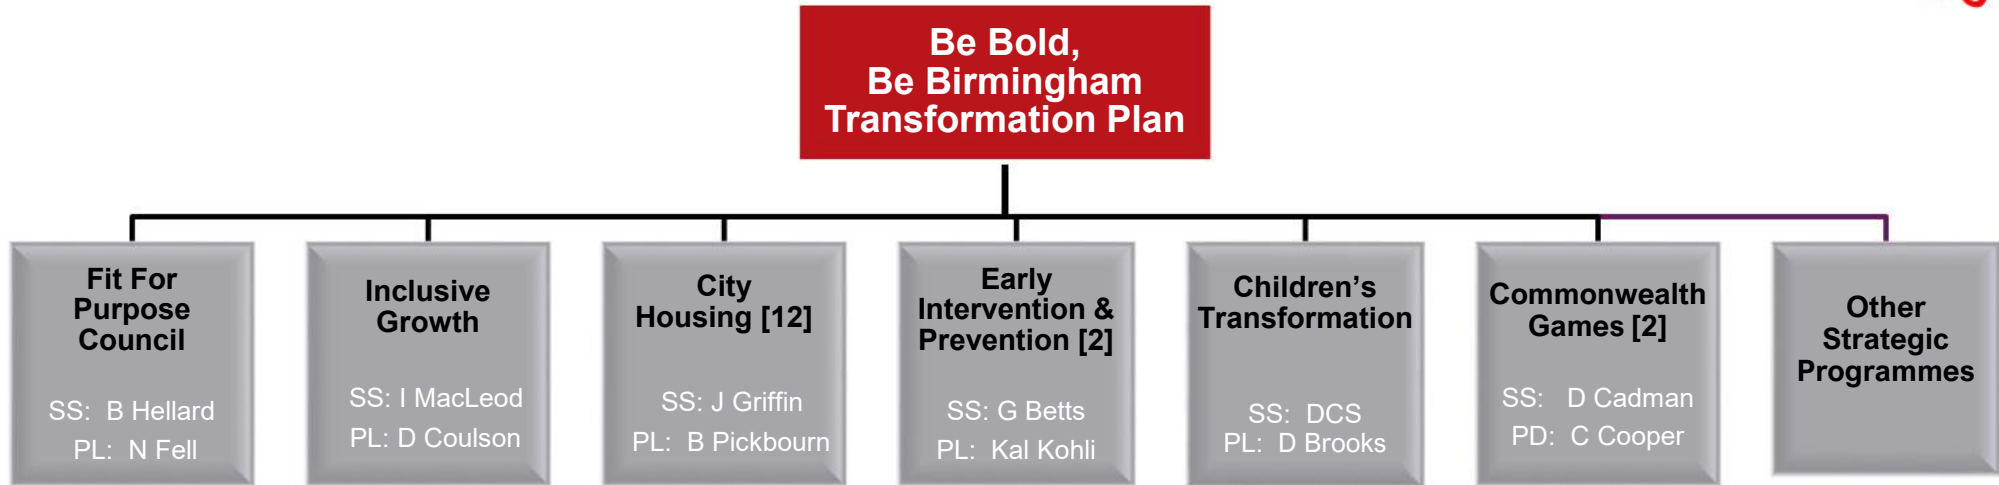 Be Bold,
Be Birmingham
Transformation Plan
Fit For
Purpose
Council
SS: B Hellard
PL: N Fell
Inclusive
Growth
SS: I MacLeod
PL: D Coulson
City
Housing [12]
SS: J Griffin
PL: B Pickbourn
Early
Intervention &
Prevention [2]
SS: G Betts
PL: Kal Kohli
Children’s
Transformation
SS: DCS
PL: D Brooks
Commonwealth
Games [2]
SS: D Cadman
PD: C Cooper
Other
Strategic
Programmes